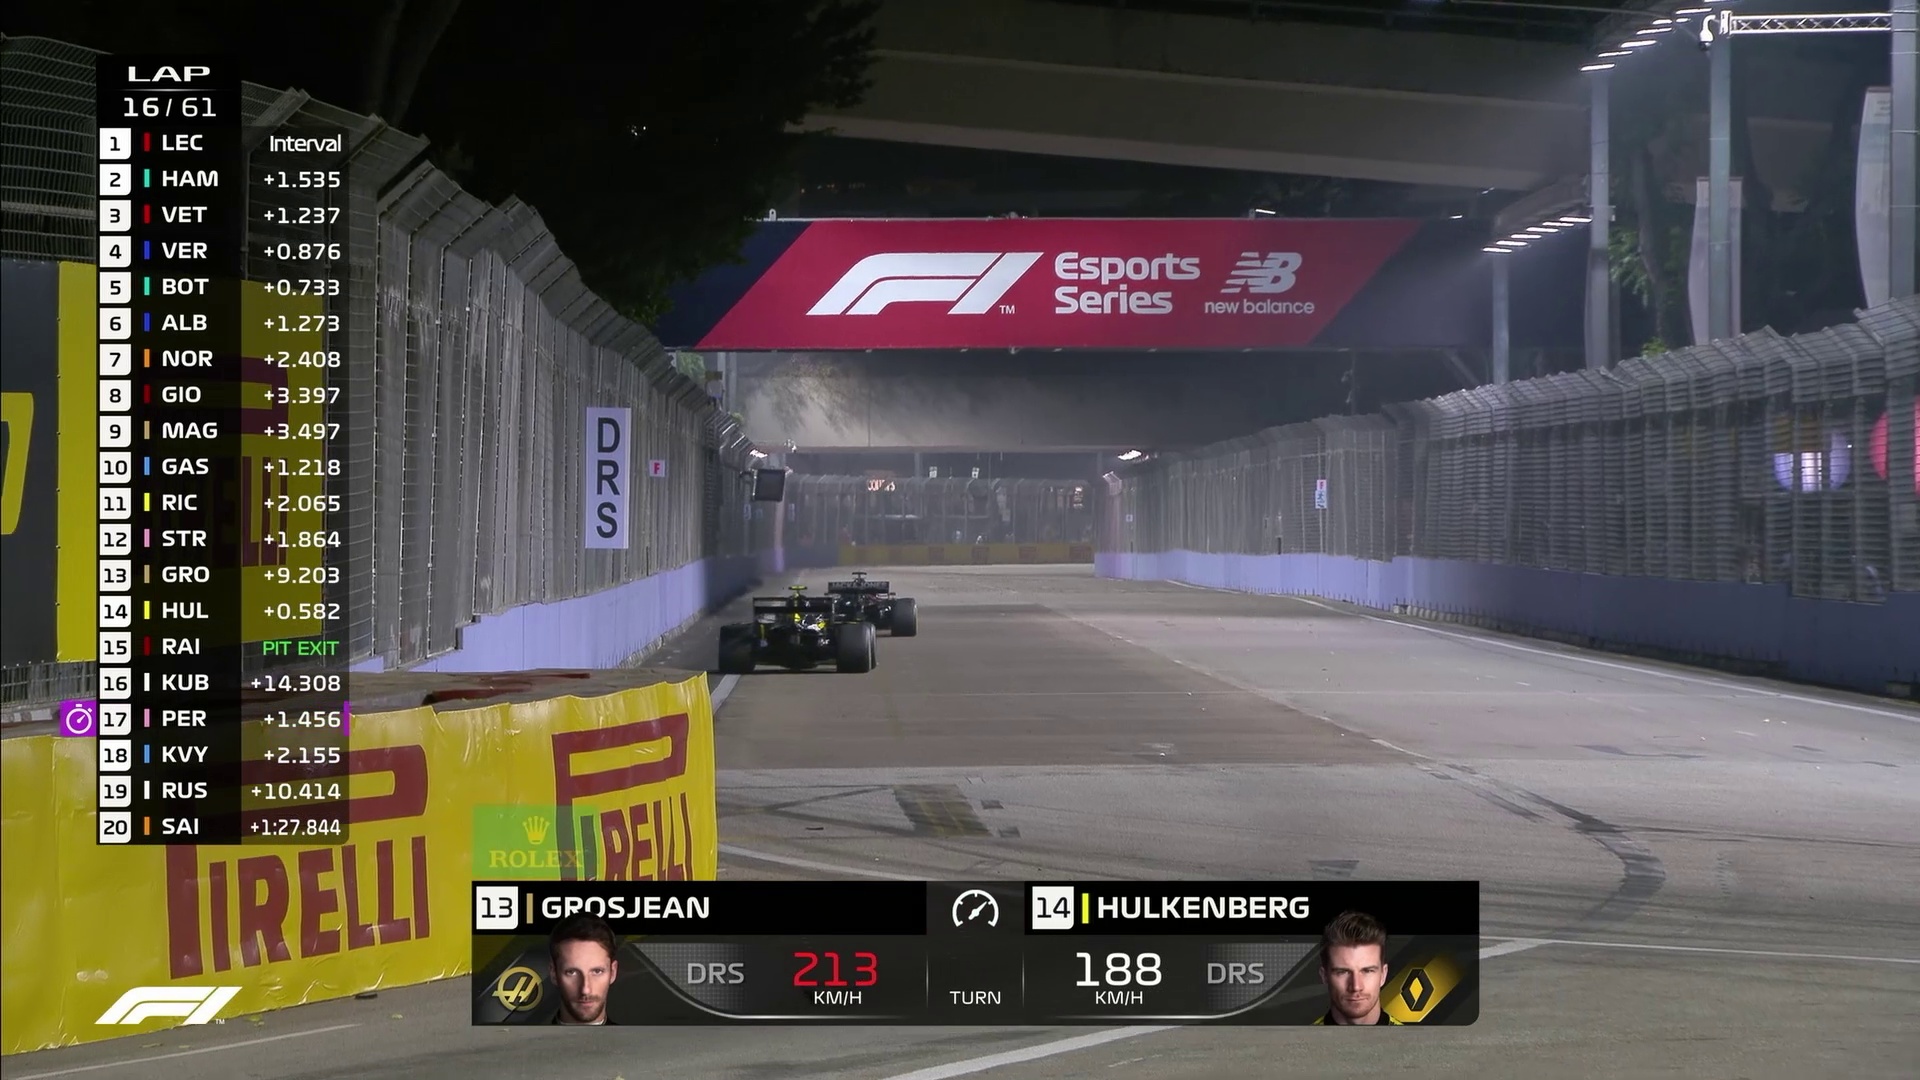 LAP
16/61
1 LEC Interval
2 HAM +1.535
3 VET +1.237
4 VER +0.876
5 BOT +0.733
6 ALB +1.273
7 NOR +2.408
8 GIO +3.397
9 MAG +3.497
10 GAS +1.218
11 RIC +2.065
12 STR +1.864
13 GRO +9.203
14 HUL +0.582
15 RAI PIT EXIT
16 KUB +14.308
17 PER +1.456
18 KVY +2.155
19 RUS +10.414
20 SAI +1:27.844
F1 TM Esports Series NB new balance
DRS
F
PIRELLI
PIRELLI
ROLEX
13 GROSJEAN
DRS 213 KM/H
TURN
14 HULKENBERG
188 KM/H DRS
F1 TM